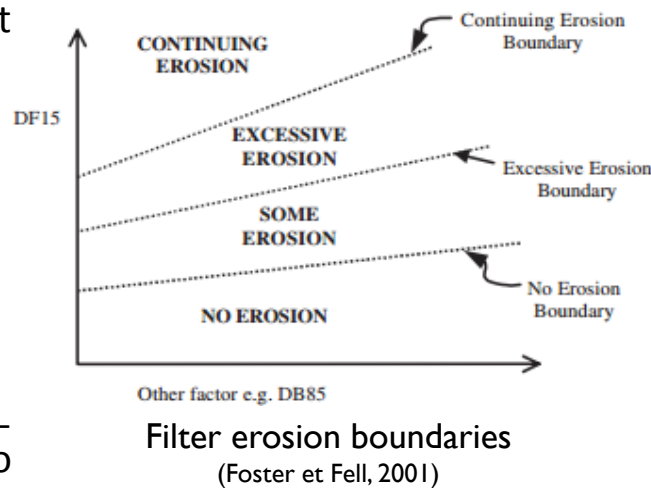 t
CONTINUING
EROSION
Continuing Erosion
Boundary
DF15
EXCESSIVE
EROSION
Excessive Erosion
Boundary
SOME
EROSION
No Erosion
Boundary
NO EROSION
Other factor e.g. DB85
Filter erosion boundaries
(Foster et Fell, 2001)